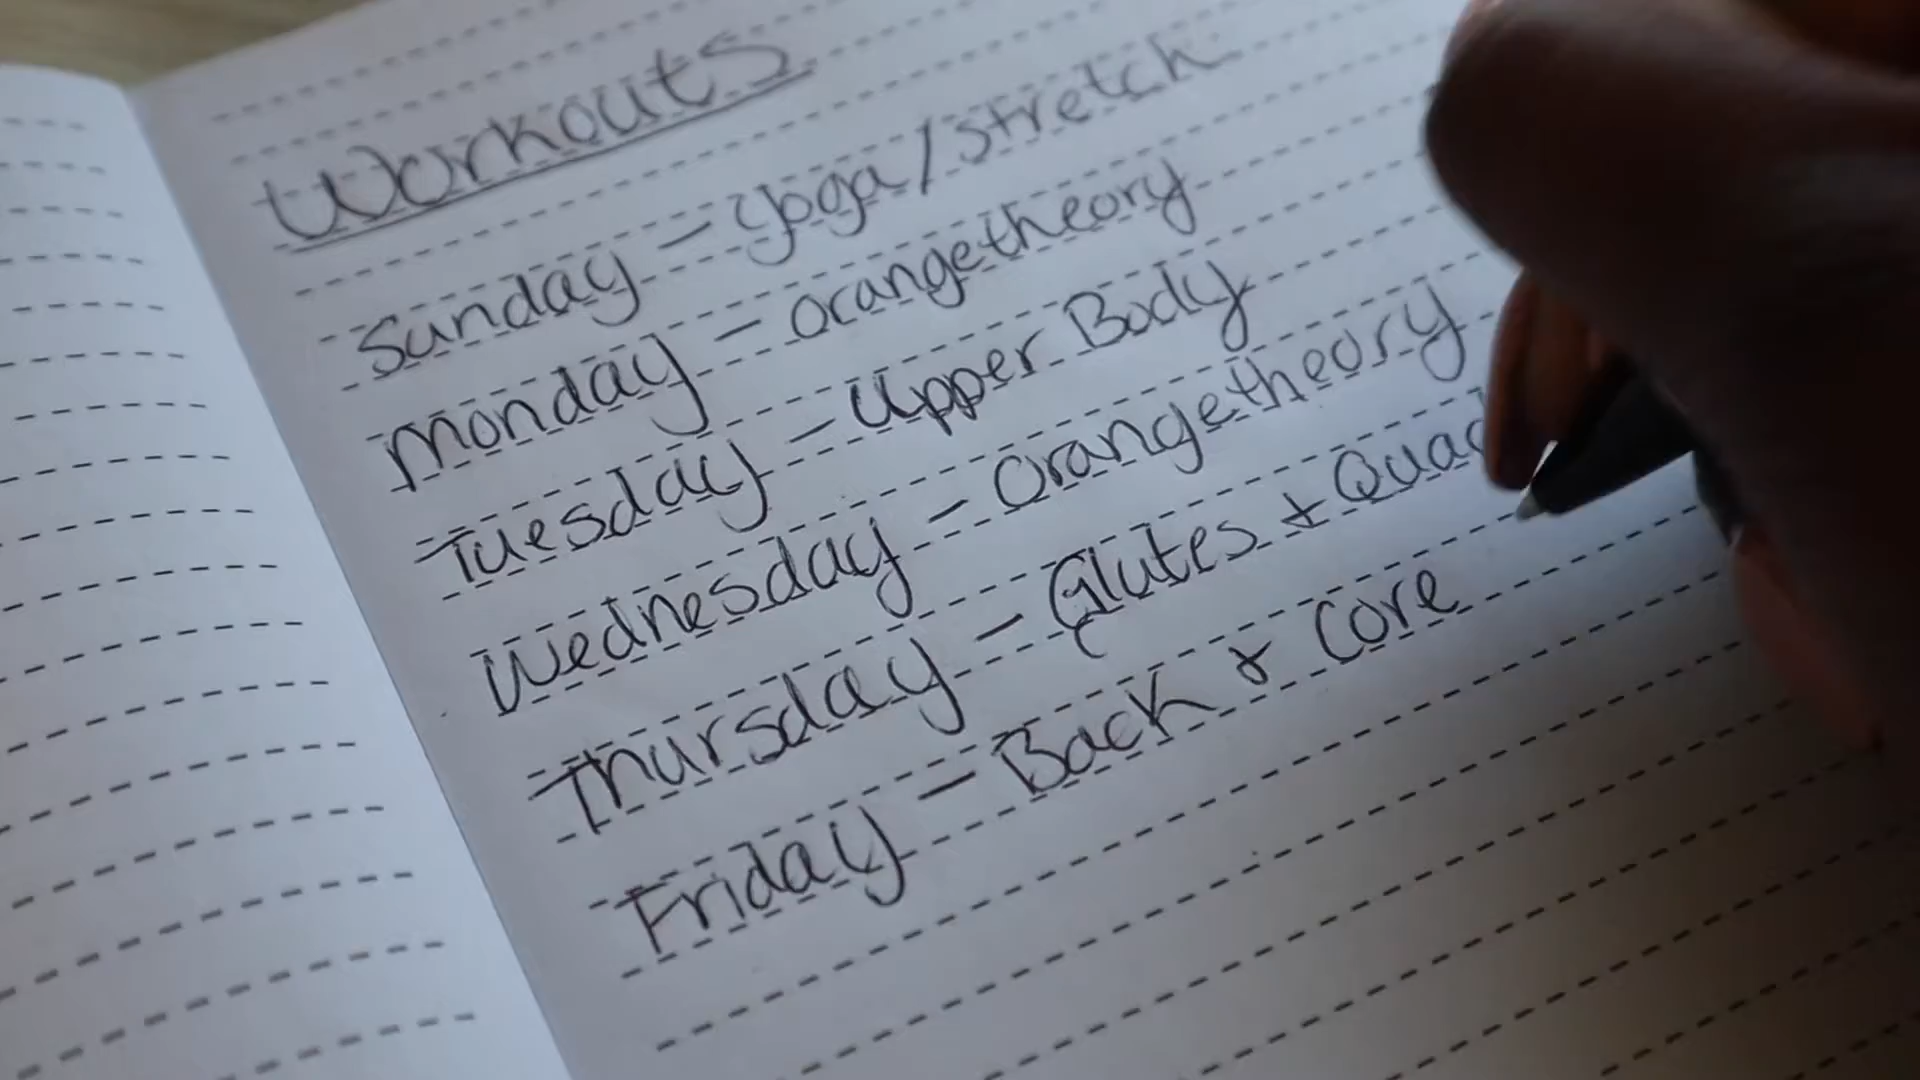 Workouts
Sunday - Yoga/Stretch
Monday - Orangetheory
Tuesday - Upper Body
Wednesday - Orangetheory
Thursday - Glutes & Quad
Friday - Back & Core